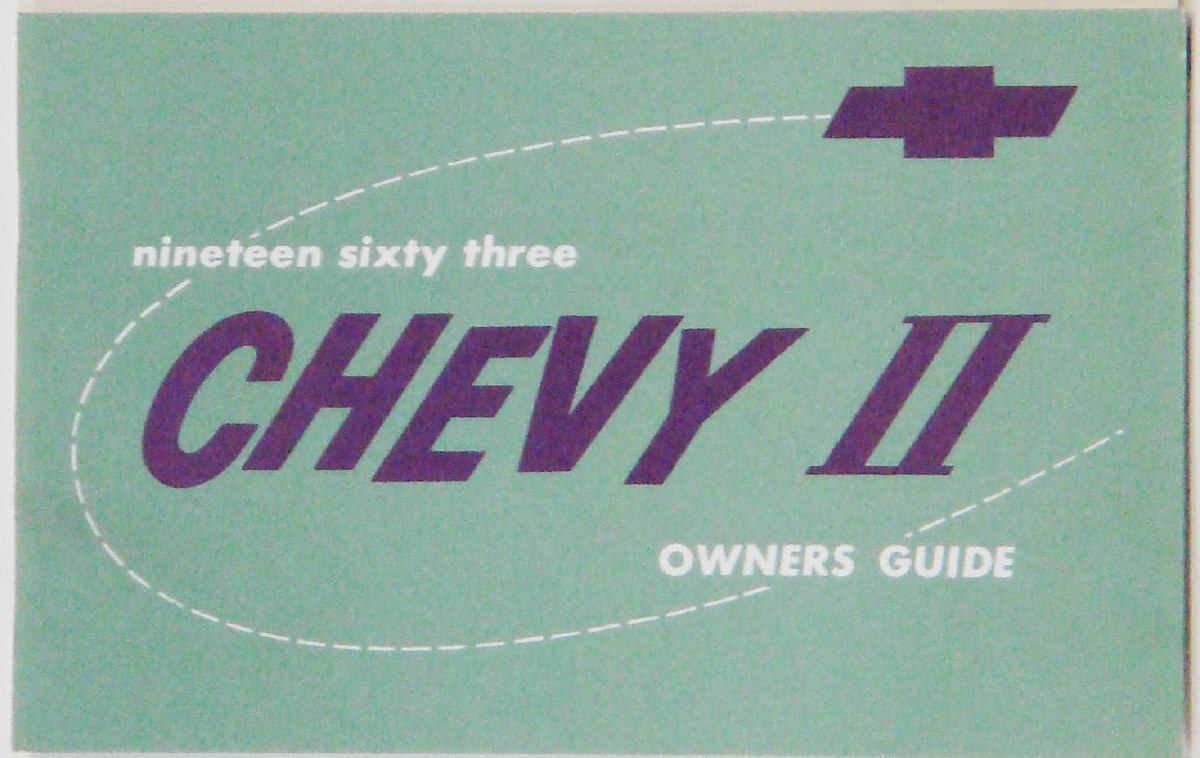 nineteen sixty three
CHEVY II
OWNERS GUIDE